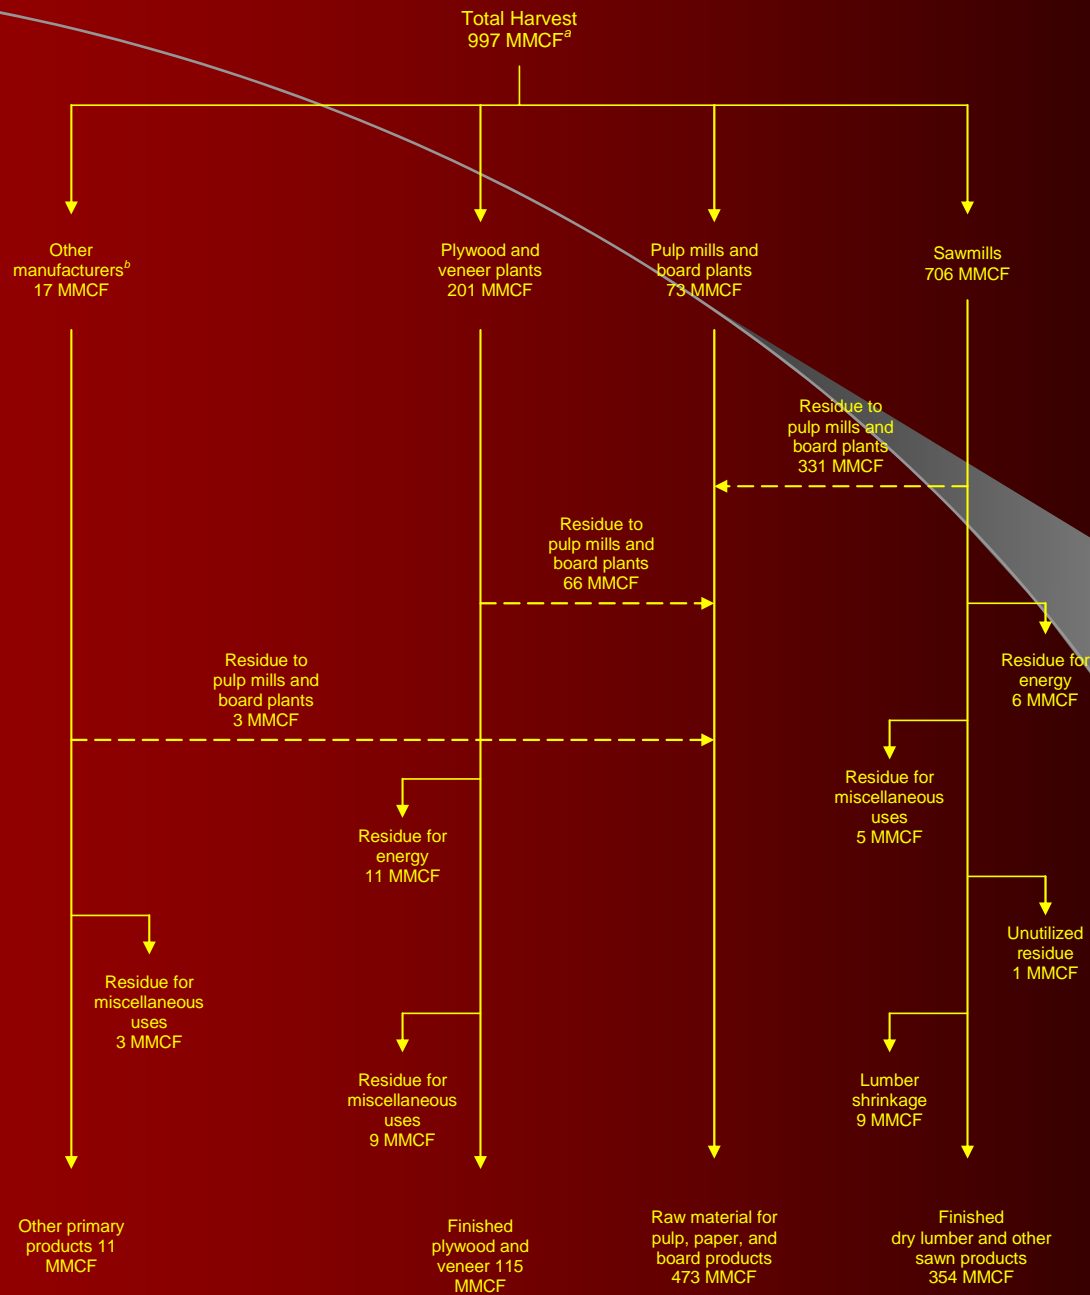 Total Harvest
997 MMCFa
Other
manufacturersb
17 MMCF
Plywood and
veneer plants
201 MMCF
Pulp mills and
board plants
73 MMCF
Sawmills
706 MMCF
Residue to
pulp mills and
board plants
331 MMCF
Residue to
pulp mills and
board plants
66 MMCF
Residue to
pulp mills and
board plants
3 MMCF
Residue for
energy
6 MMCF
Residue for
miscellaneous
uses
5 MMCF
Residue for
energy
11 MMCF
Unutilized
residue
1 MMCF
Residue for
miscellaneous
uses
3 MMCF
Residue for
miscellaneous
uses
9 MMCF
Lumber
shrinkage
9 MMCF
Other primary
products 11
MMCF
Finished
plywood and
veneer 115
MMCF
Raw material for
pulp, paper, and
board products
473 MMCF
Finished
dry lumber and other
sawn products
354 MMCF